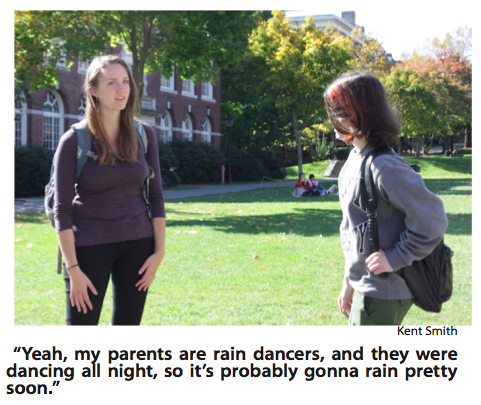 Kent Smith
“Yeah, my parents are rain dancers, and they were
dancing all night, so it’s probably gonna rain pretty
soon.”